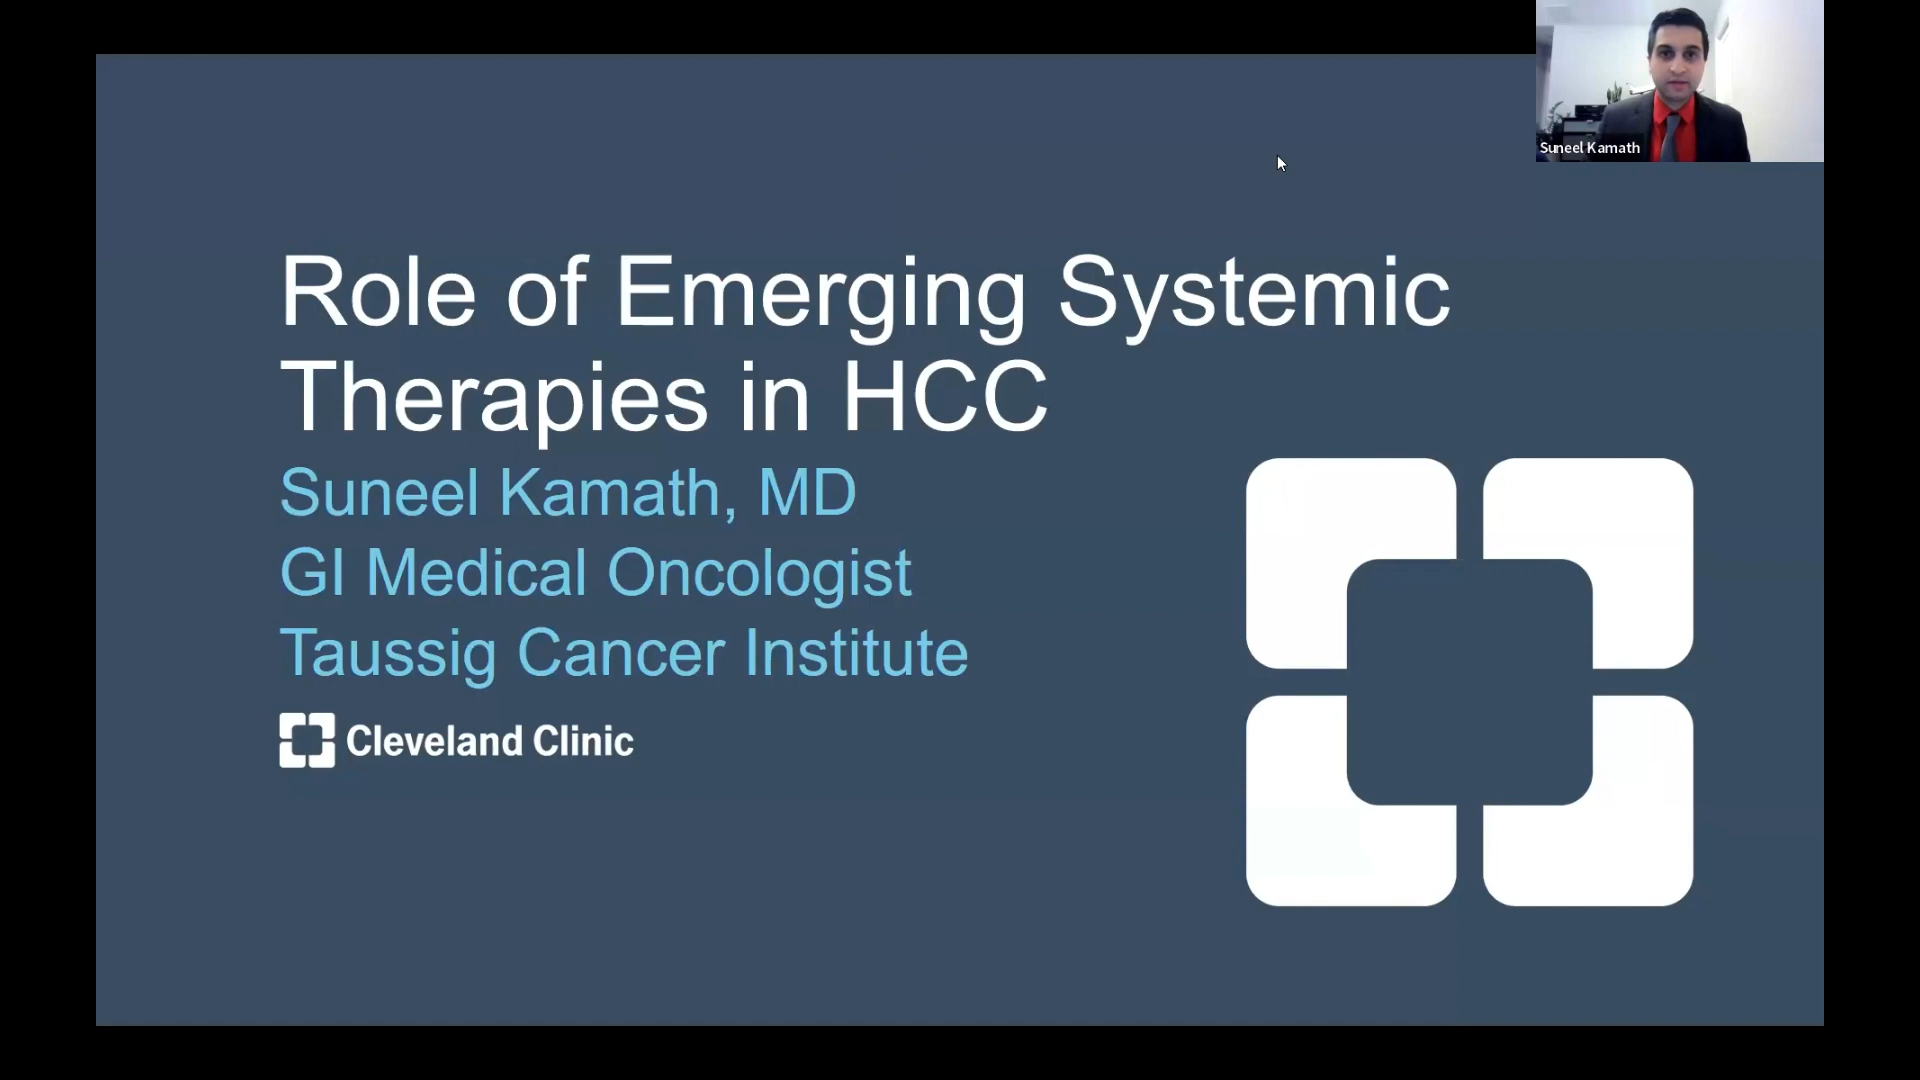 Suneel Kamath
Role of Emerging Systemic
Therapies in HCC
Suneel Kamath, MD
GI Medical Oncologist
Taussig Cancer Institute
Cleveland Clinic